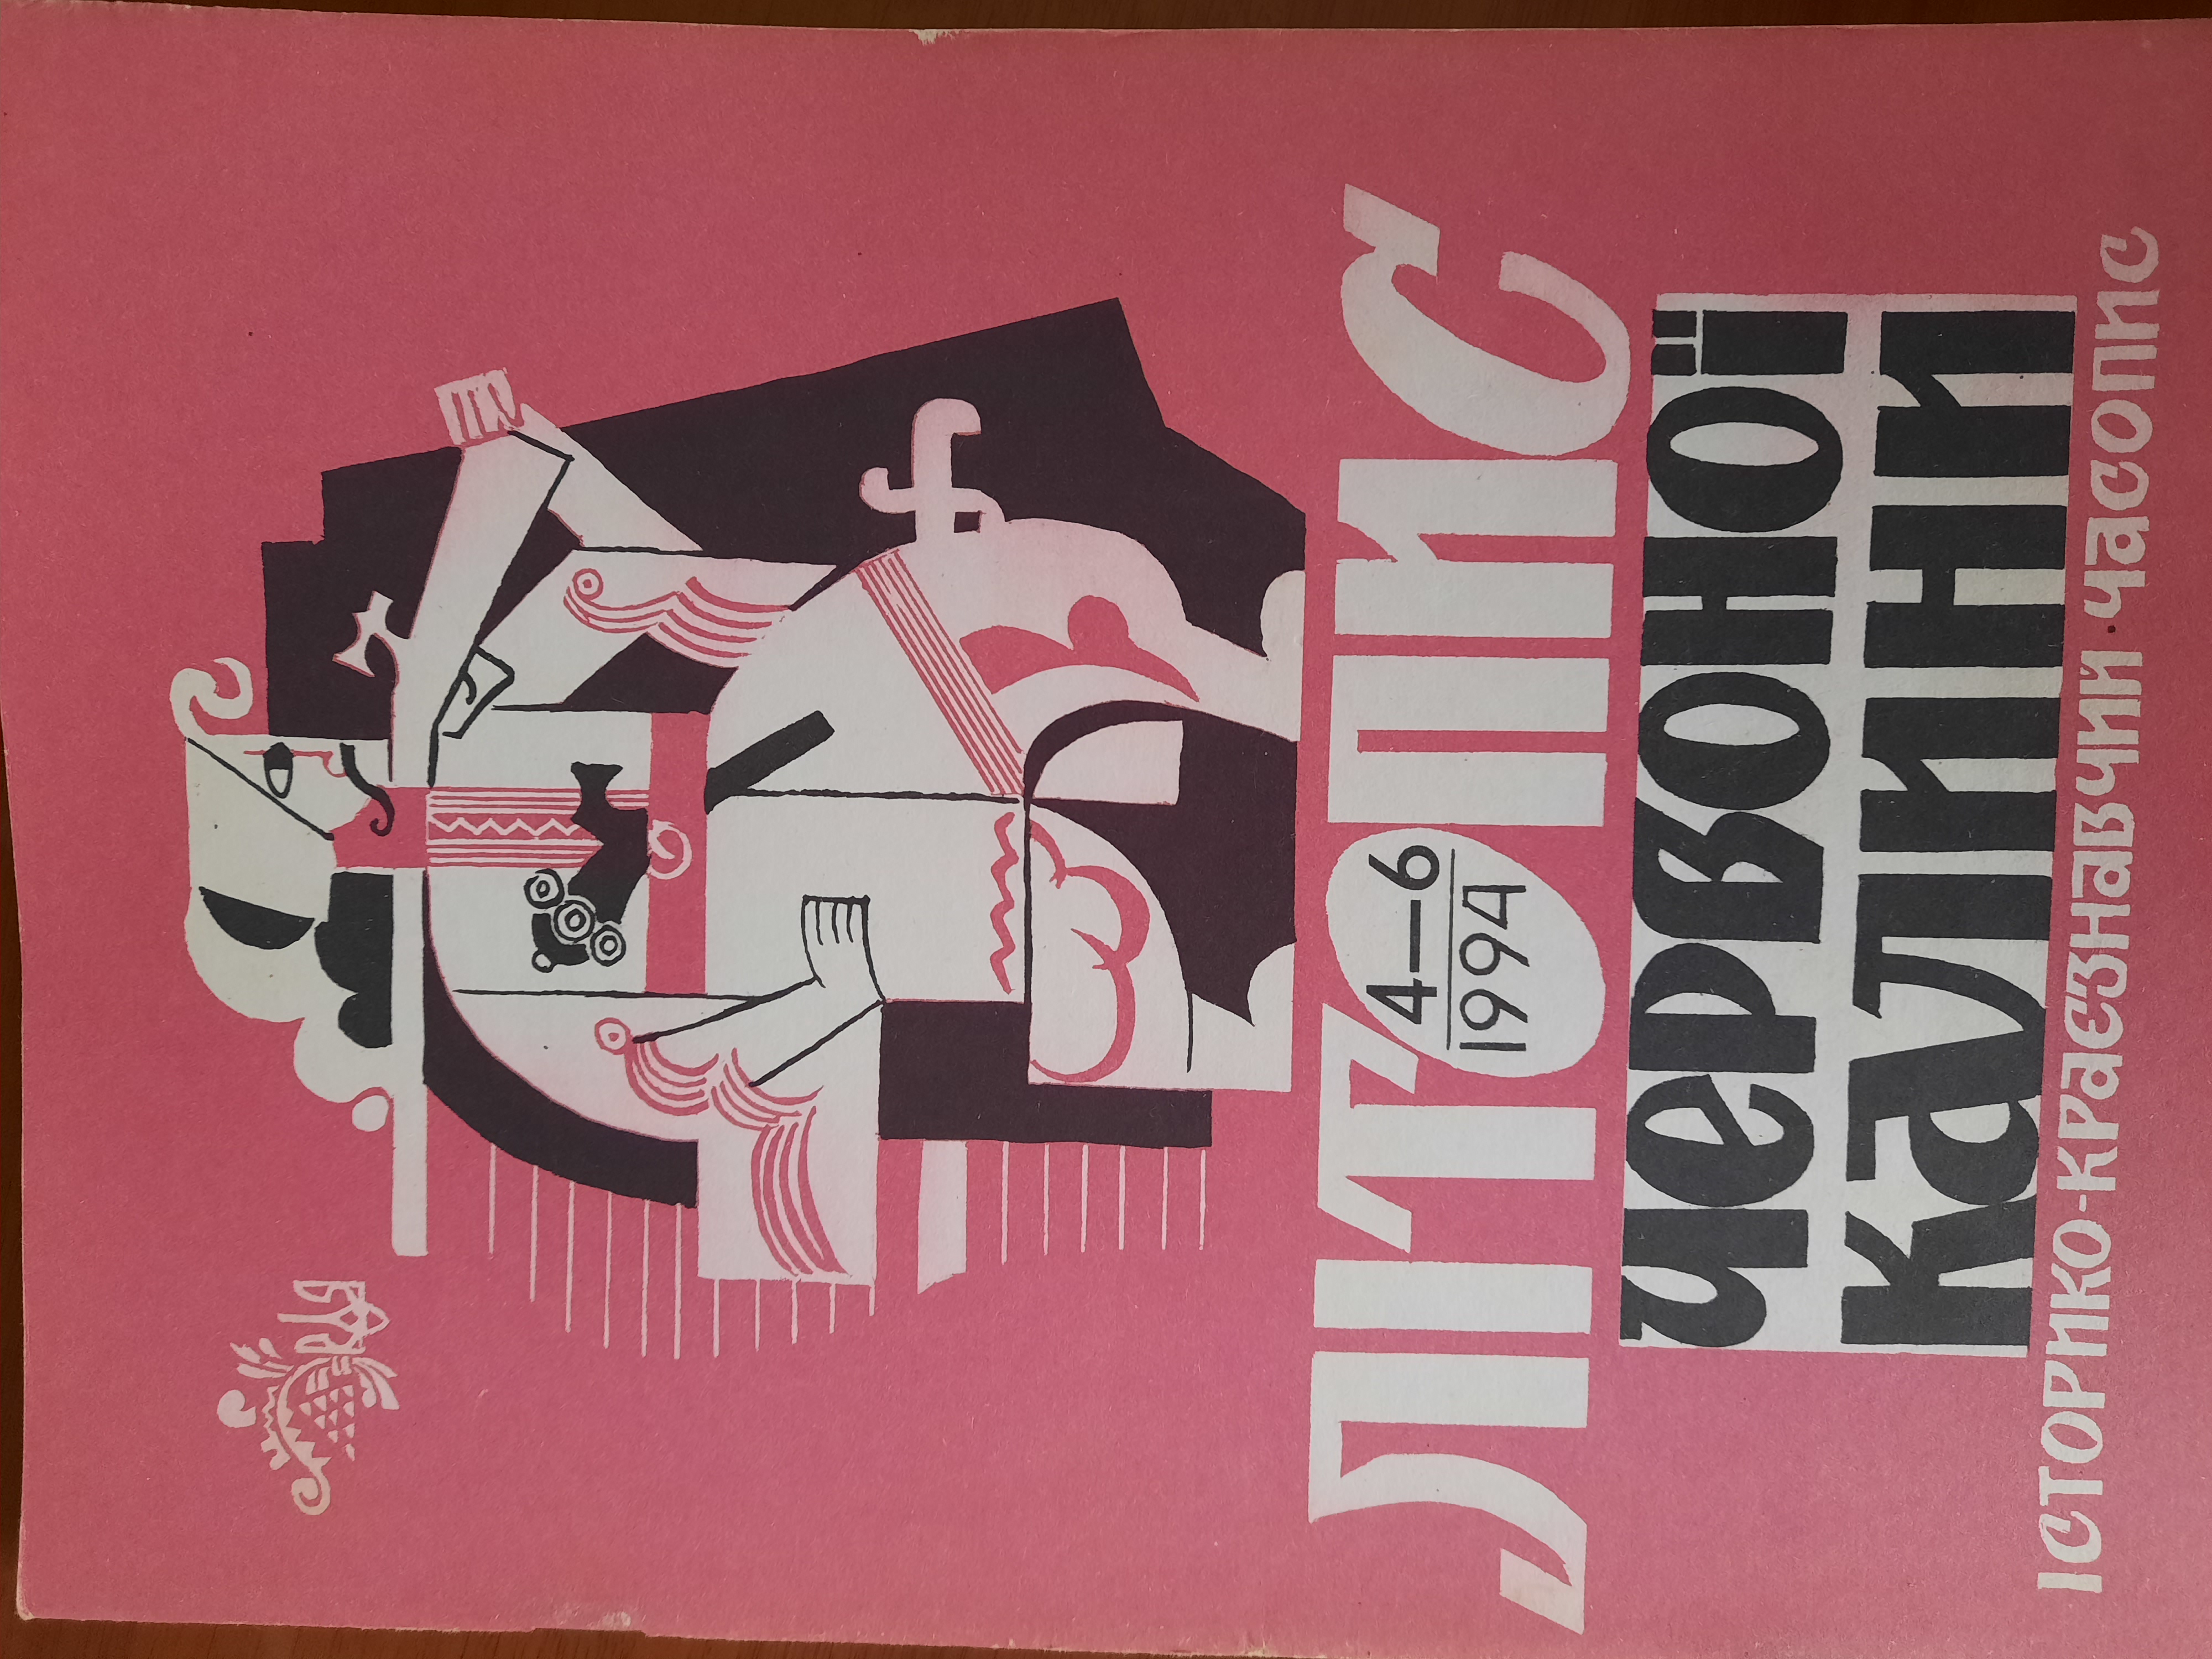 ЛІТОПИС
4—6
1994
Червоної
Калини
Історико-краєзнавчий часопис